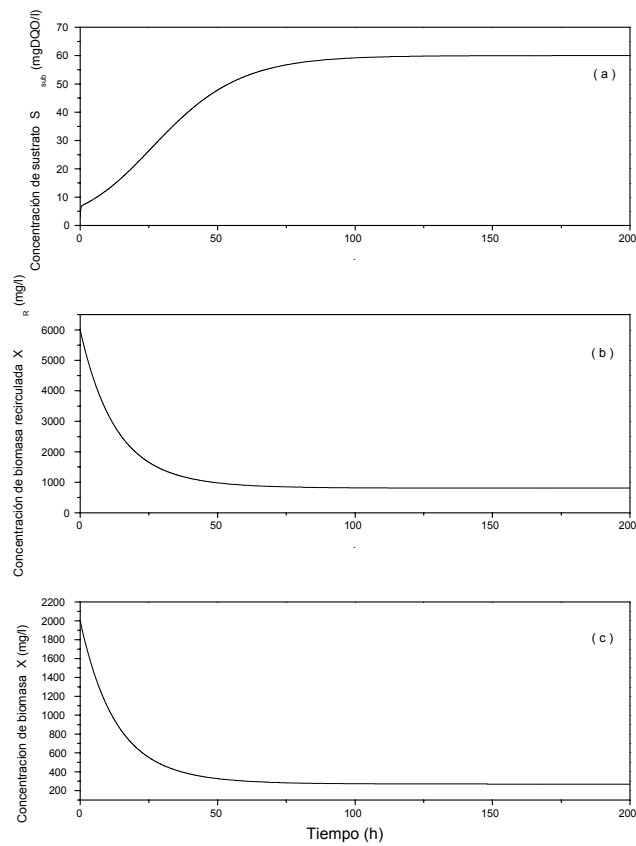 Concentración de sustrato S sub (mgDQO/l)
70
60
50
40
30
20
10
0
( a )
0 50 100 150 200
Concentración de biomasa recirculada X R (mg/l)
6000
5000
4000
3000
2000
1000
0
( b )
0 50 100 150 200
Concentracion de biomasa X (mg/l)
2200
2000
1800
1600
1400
1200
1000
800
600
400
200
( c )
0 50 100 150 200
Tiempo (h)